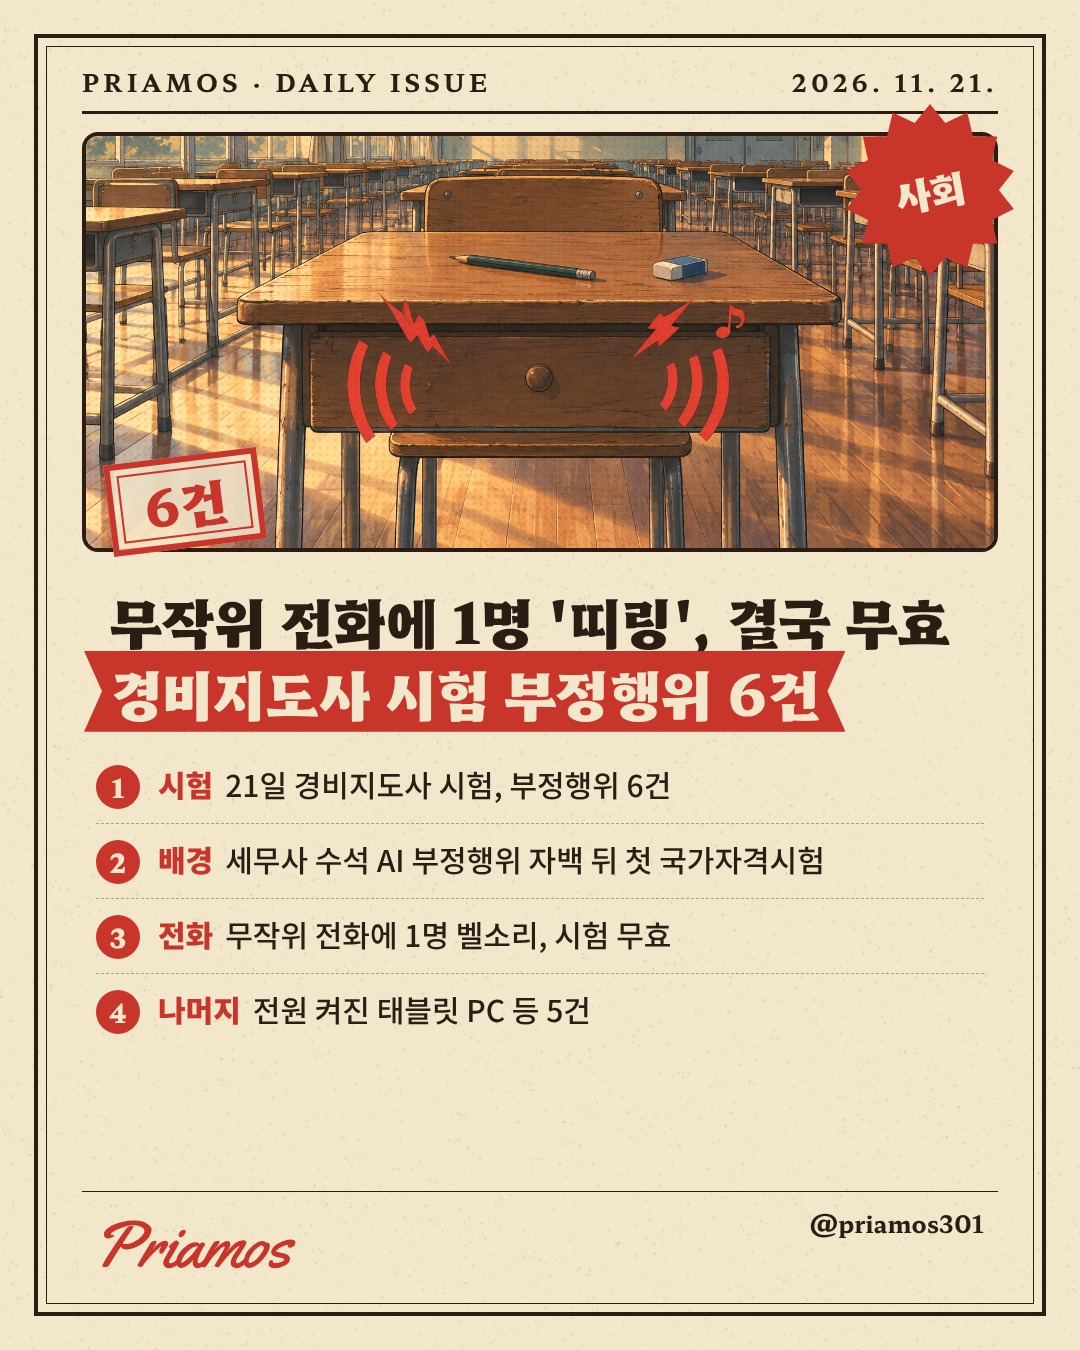 PRIAMOS · DAILY ISSUE
2026. 11. 21.
사회
6건
무작위 전화에 1명 '띠링', 결국 무효
경비지도사 시험 부정행위 6건
1 시험 21일 경비지도사 시험, 부정행위 6건
2 배경 세무사 수석 AI 부정행위 자백 뒤 첫 국가자격시험
3 전화 무작위 전화에 1명 벨소리, 시험 무효
4 나머지 전원 켜진 태블릿 PC 등 5건
Priamos
@priamos301